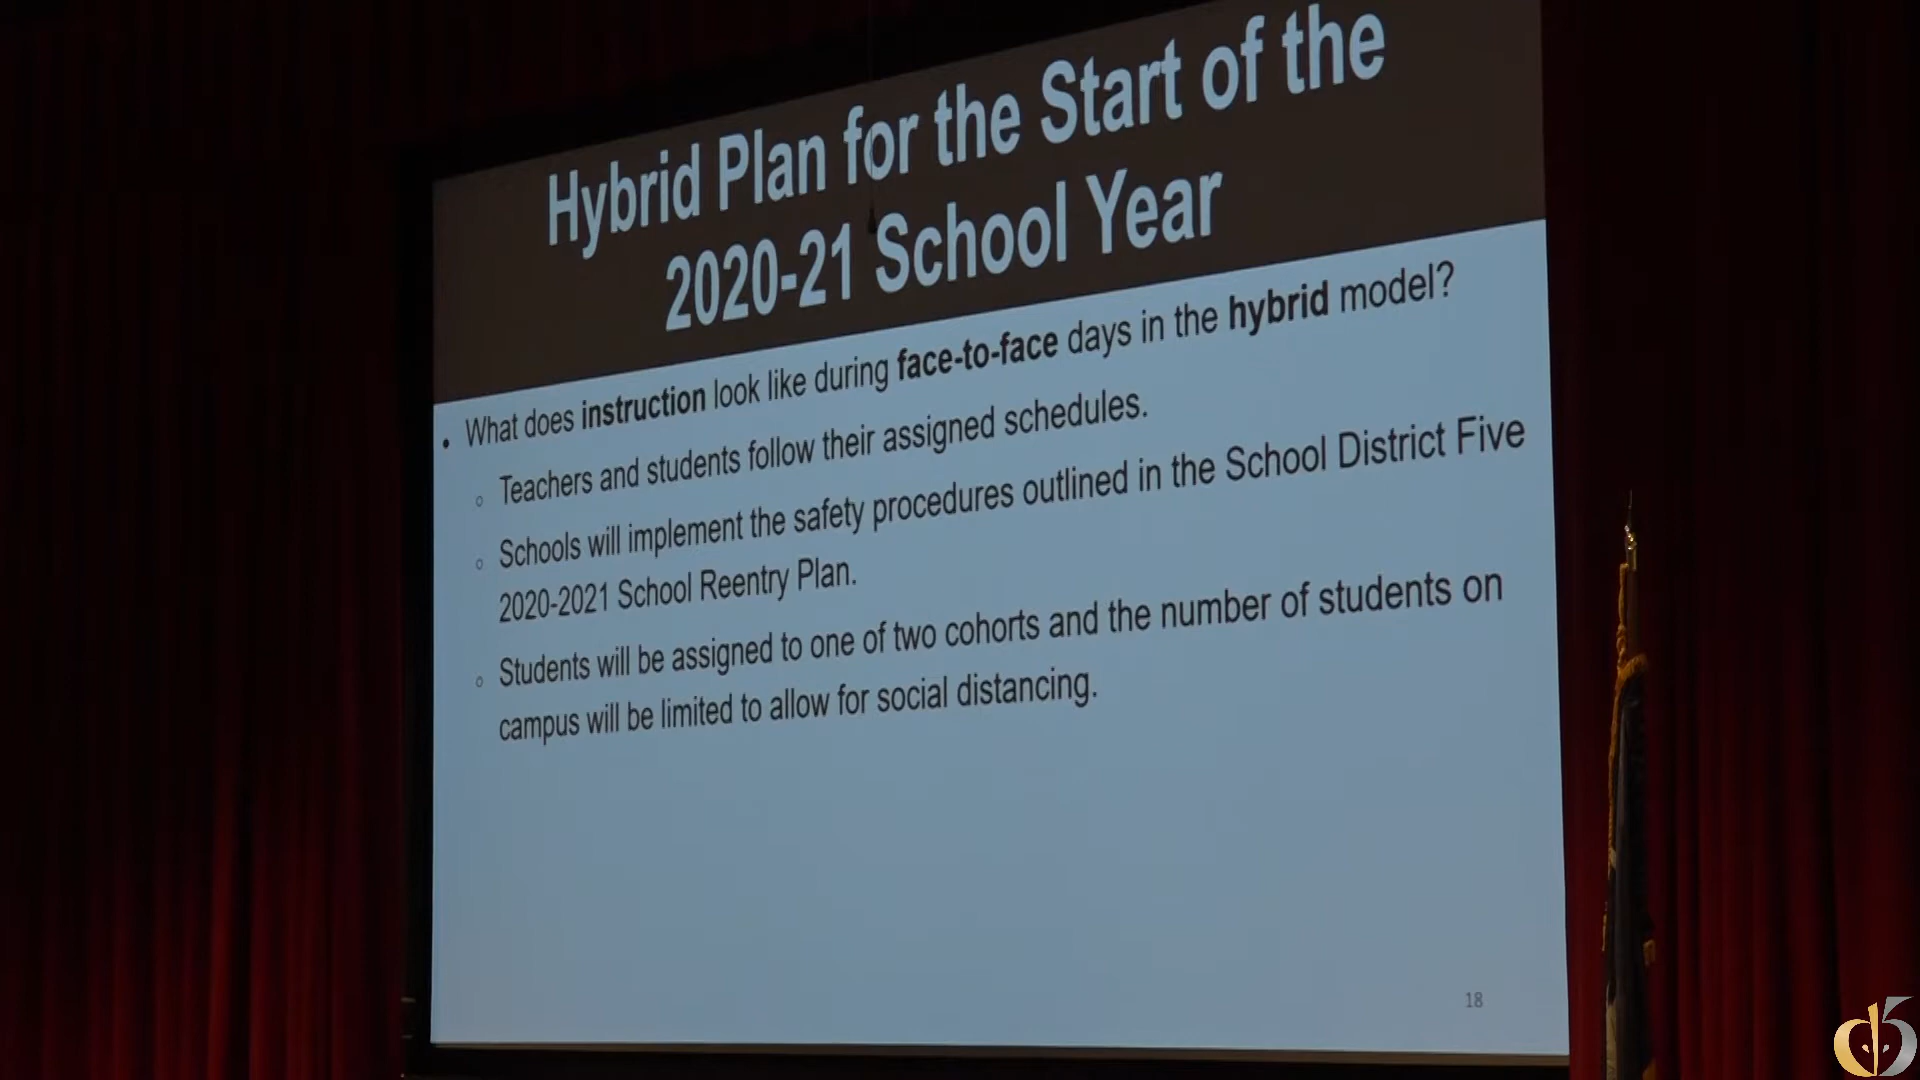 Hybrid Plan for the Start of the
2020-21 School Year
• What does instruction look like during face-to-face days in the hybrid model?
○ Teachers and students follow their assigned schedules.
○ Schools will implement the safety procedures outlined in the School District Five
2020-2021 School Reentry Plan.
○ Students will be assigned to one of two cohorts and the number of students on
campus will be limited to allow for social distancing.
18